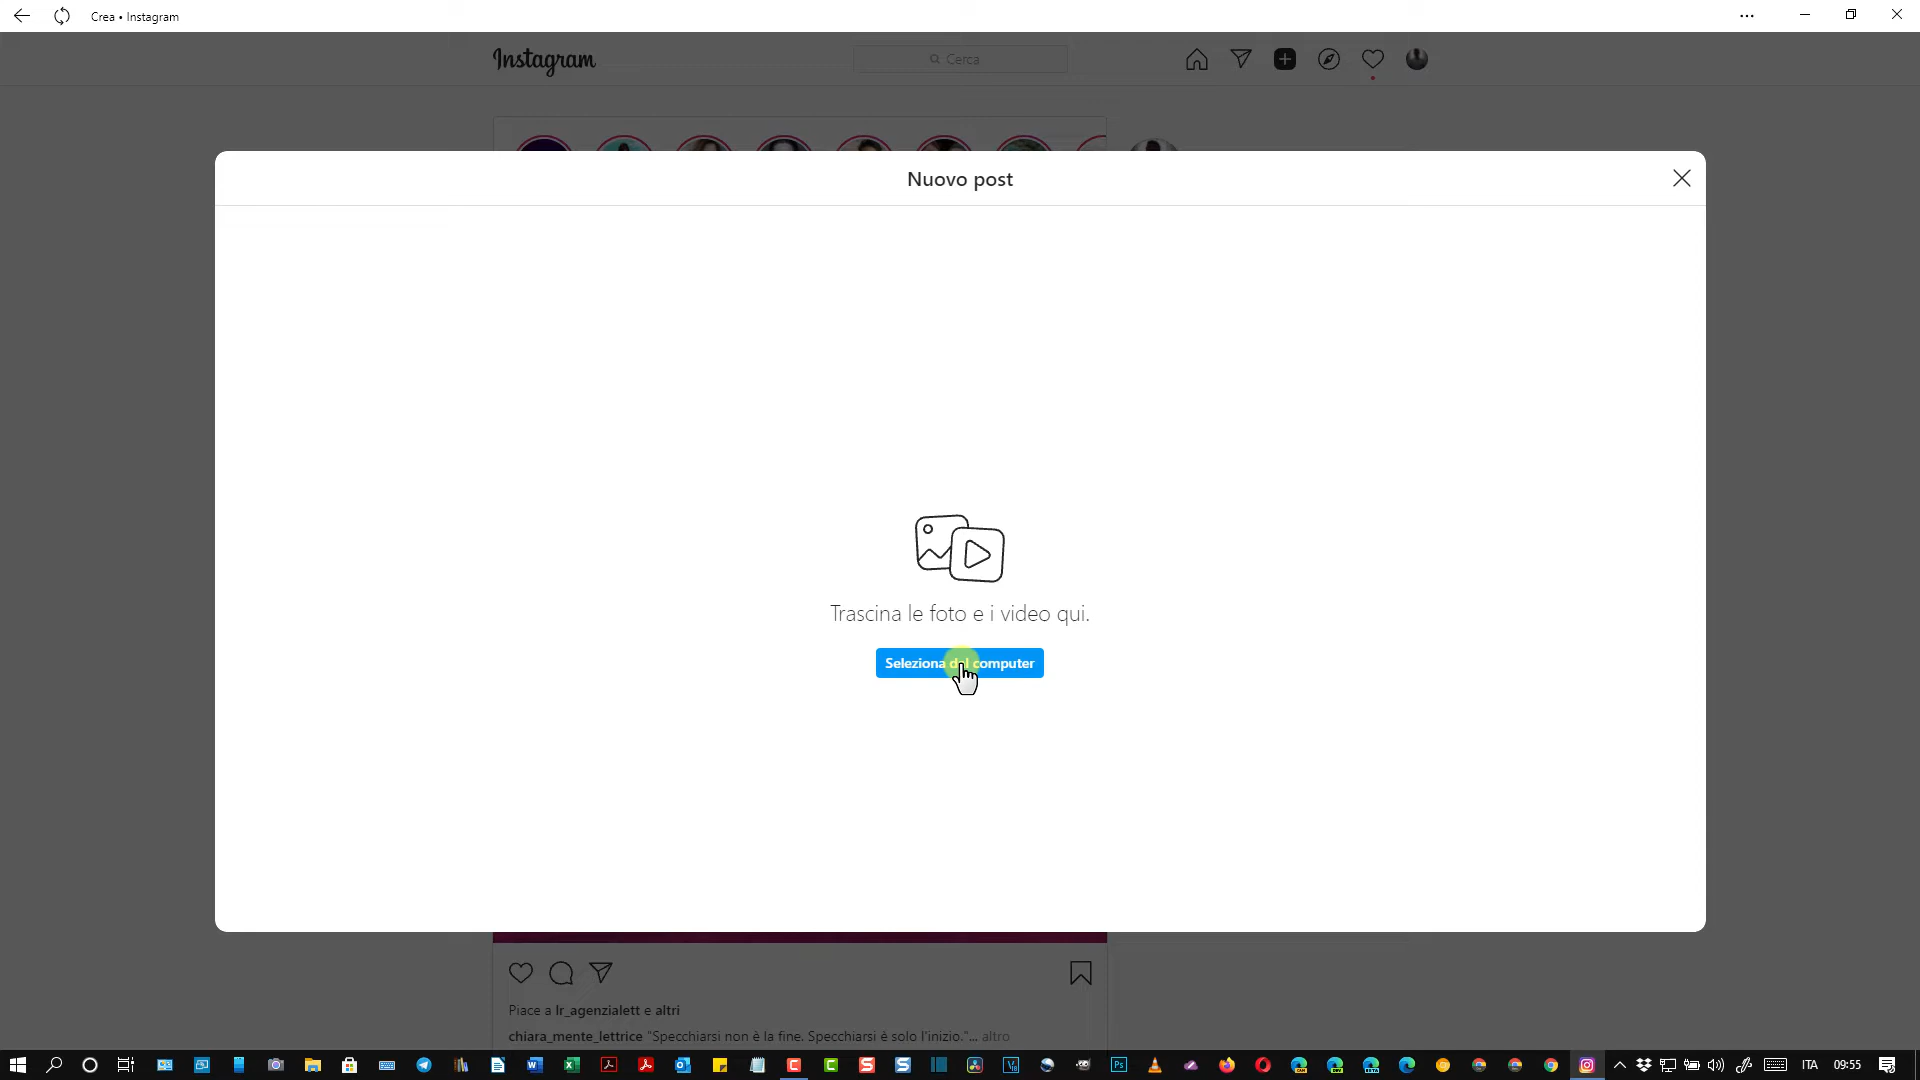 Crea • Instagram
Instagram
Cerca
Nuovo post
Trascina le foto e i video qui.
Seleziona dal computer
Piace a lr_agenzialett e altri
chiara_mente_lettrice "Specchiarsi non è la fine. Specchiarsi è solo l'inizio."... altro
ITA
09:55